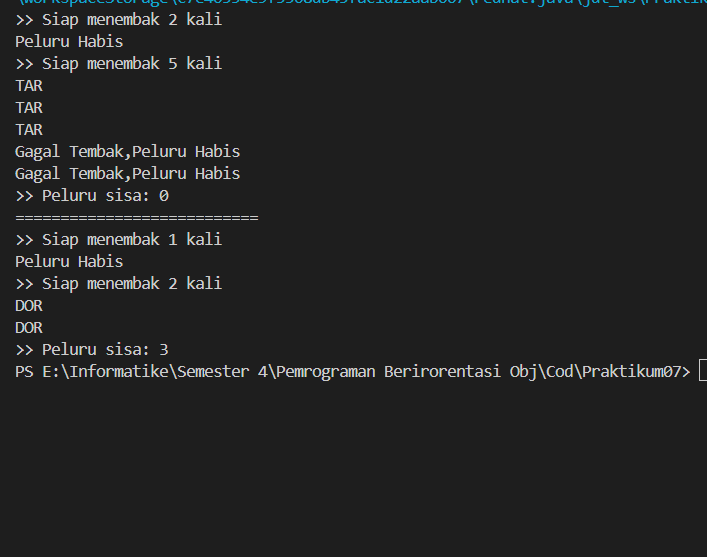 >> Siap menembak 2 kali
Peluru Habis
>> Siap menembak 5 kali
TAR
TAR
TAR
Gagal Tembak,Peluru Habis
Gagal Tembak,Peluru Habis
>> Peluru sisa: 0
===========================
>> Siap menembak 1 kali
Peluru Habis
>> Siap menembak 2 kali
DOR
DOR
>> Peluru sisa: 3
PS E:\Informatike\Semester 4\Pemrograman Berirorentasi Obj\Cod\Praktikum07>